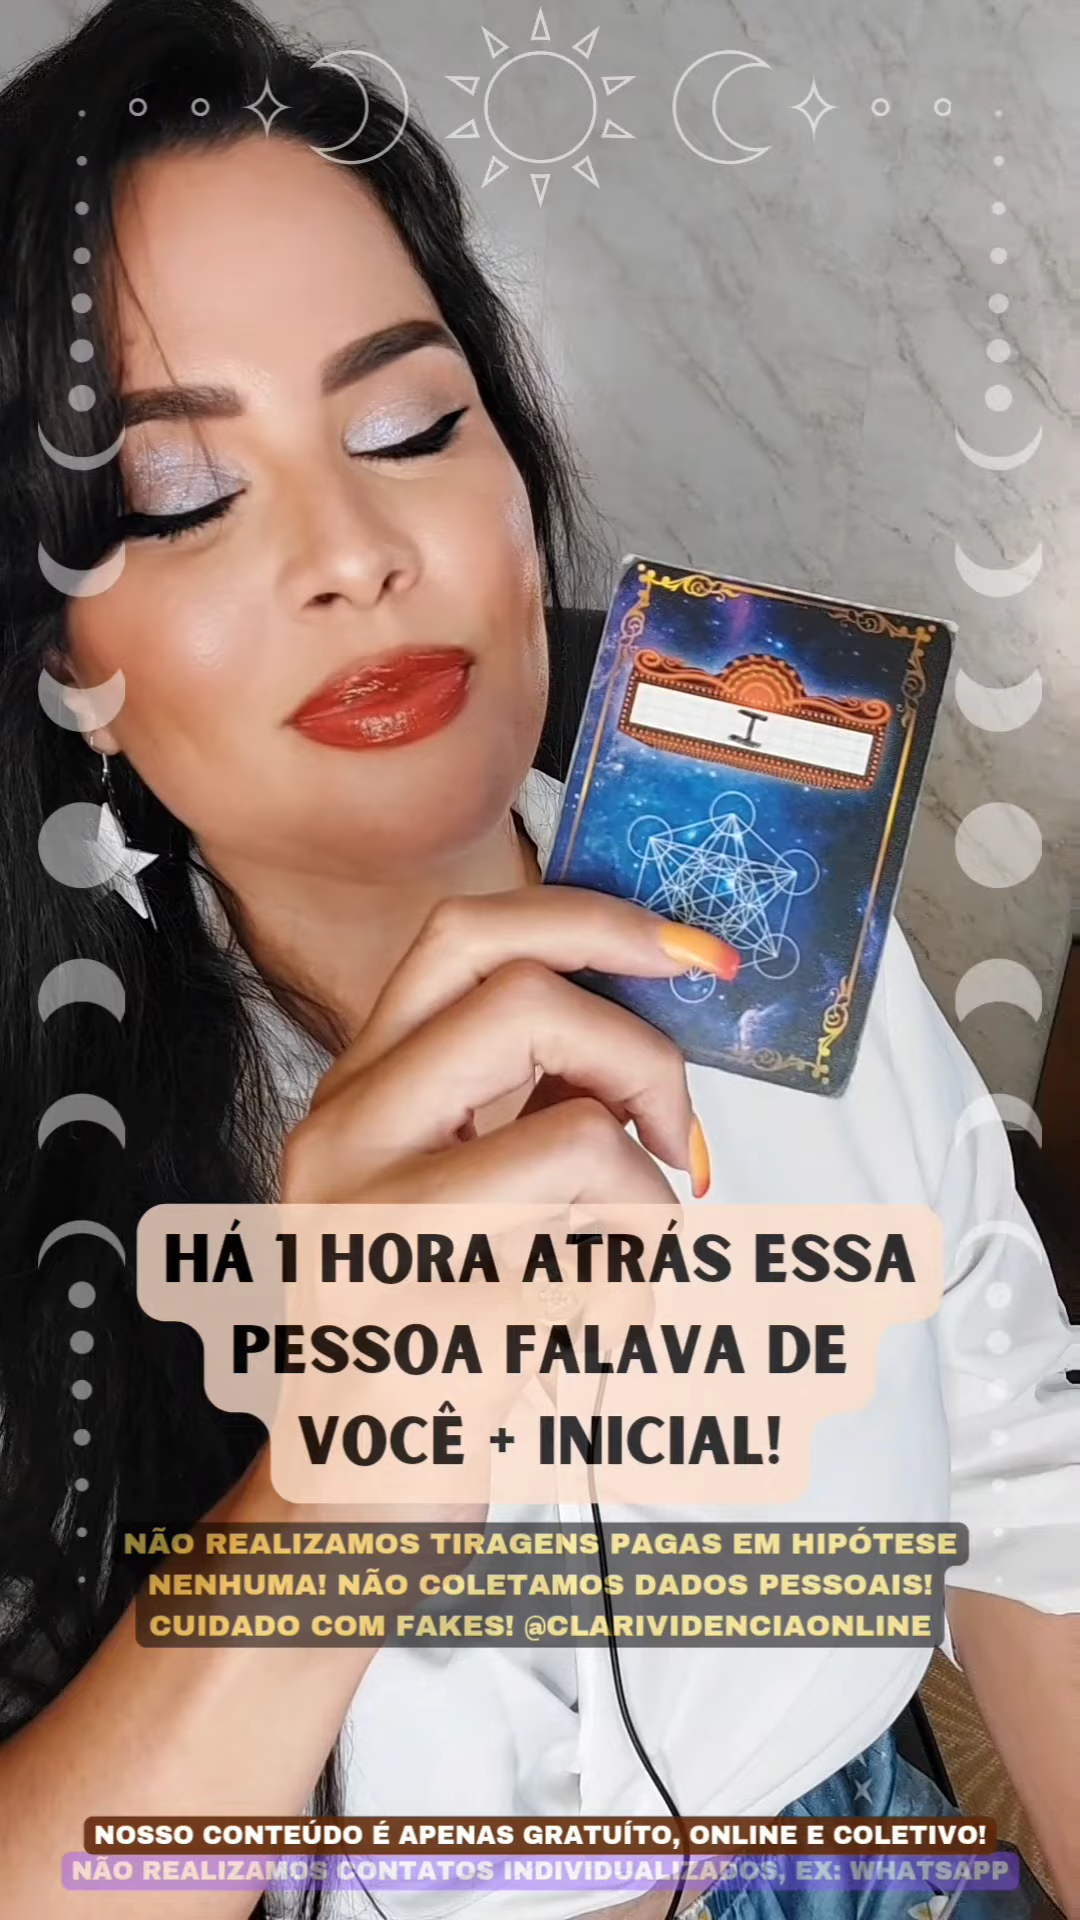 I
HÁ 1 HORA ATRÁS ESSA
PESSOA FALAVA DE
VOCÊ + INICIAL!
NÃO REALIZAMOS TIRAGENS PAGAS EM HIPÓTESE
NENHUMA! NÃO COLETAMOS DADOS PESSOAIS!
CUIDADO COM FAKES! @CLARIVIDENCIAONLINE
NOSSO CONTEÚDO É APENAS GRATUÍTO, ONLINE E COLETIVO!
NÃO REALIZAMOS CONTATOS INDIVIDUALIZADOS, EX: WHATSAPP